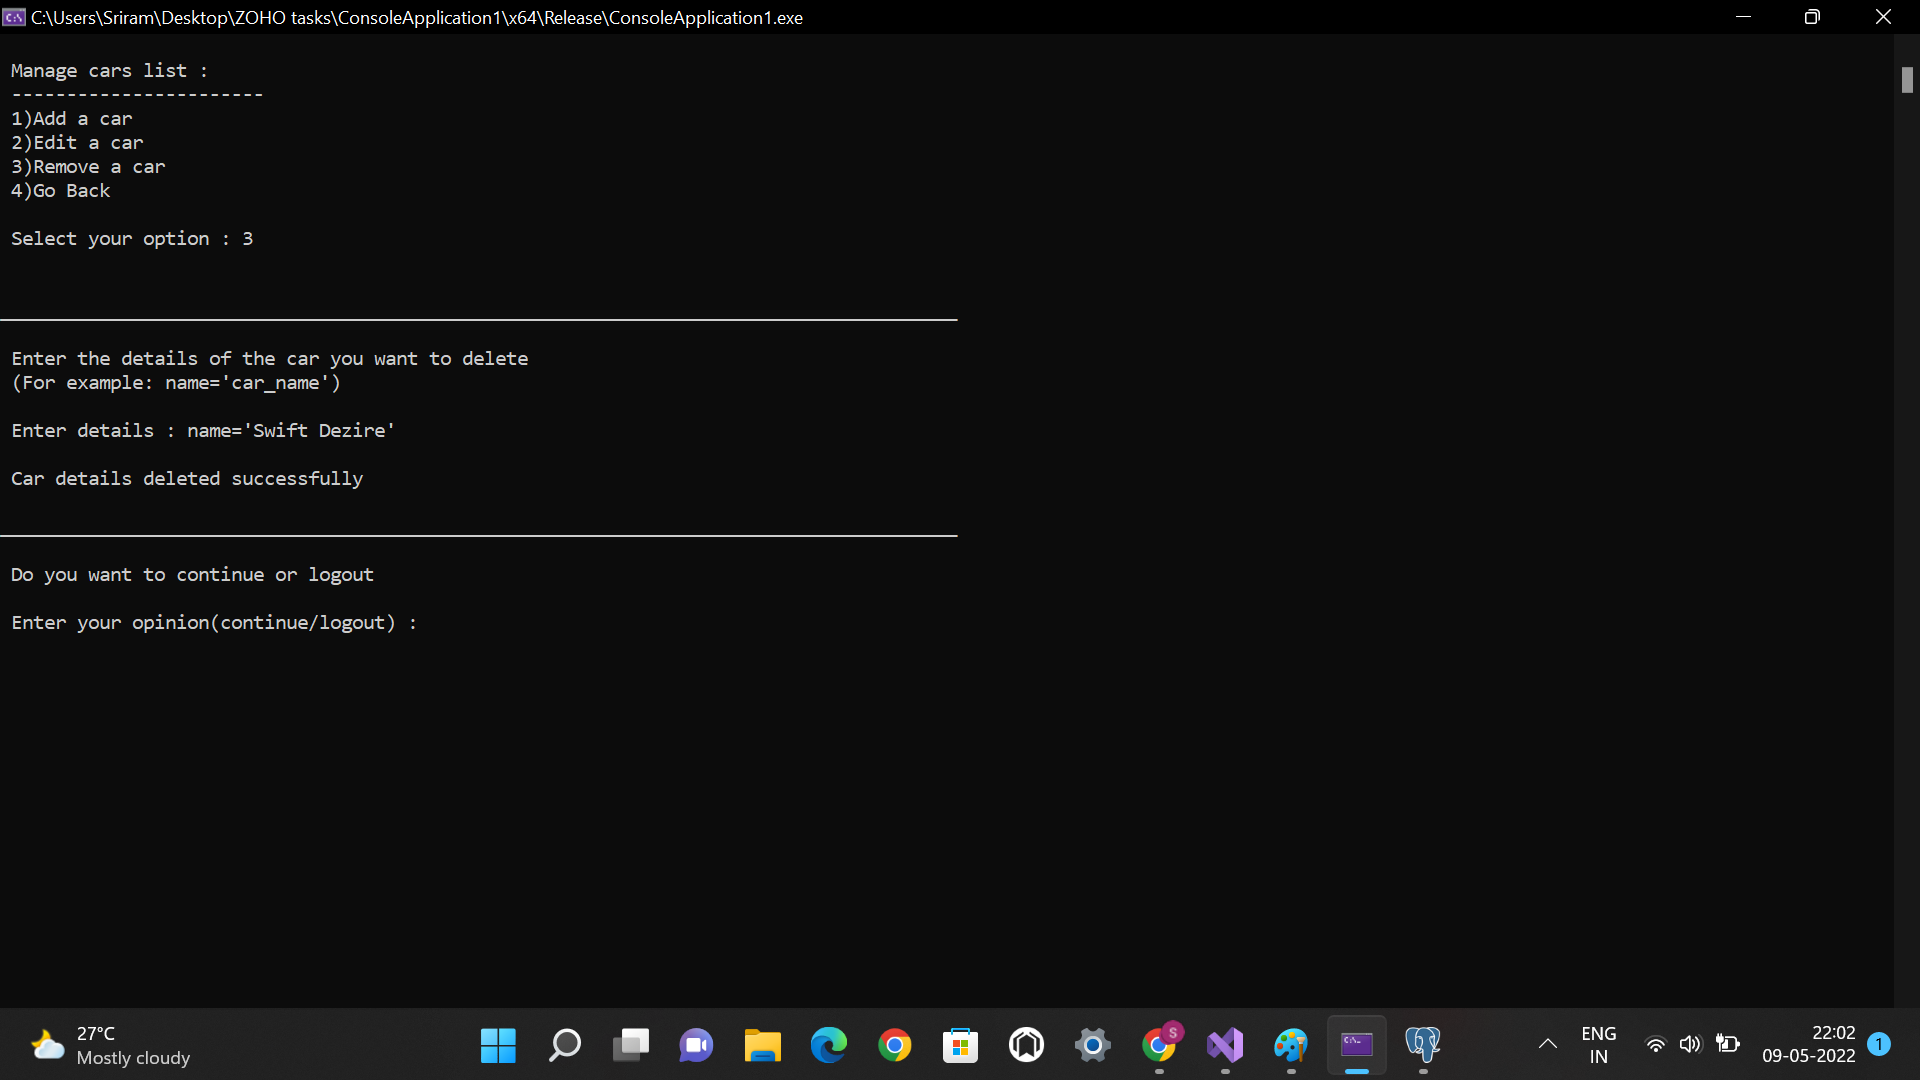 C:\Users\Sriram\Desktop\ZOHO tasks\ConsoleApplication1\x64\Release\ConsoleApplication1.exe
Manage cars list :
-----------------------
1)Add a car
2)Edit a car
3)Remove a car
4)Go Back
Select your option : 3
Enter the details of the car you want to delete
(For example: name='car_name')
Enter details : name='Swift Dezire'
Car details deleted successfully
Do you want to continue or logout
Enter your opinion(continue/logout) :
27°C
Mostly cloudy
S
ENG
IN
22:02
09-05-2022
1